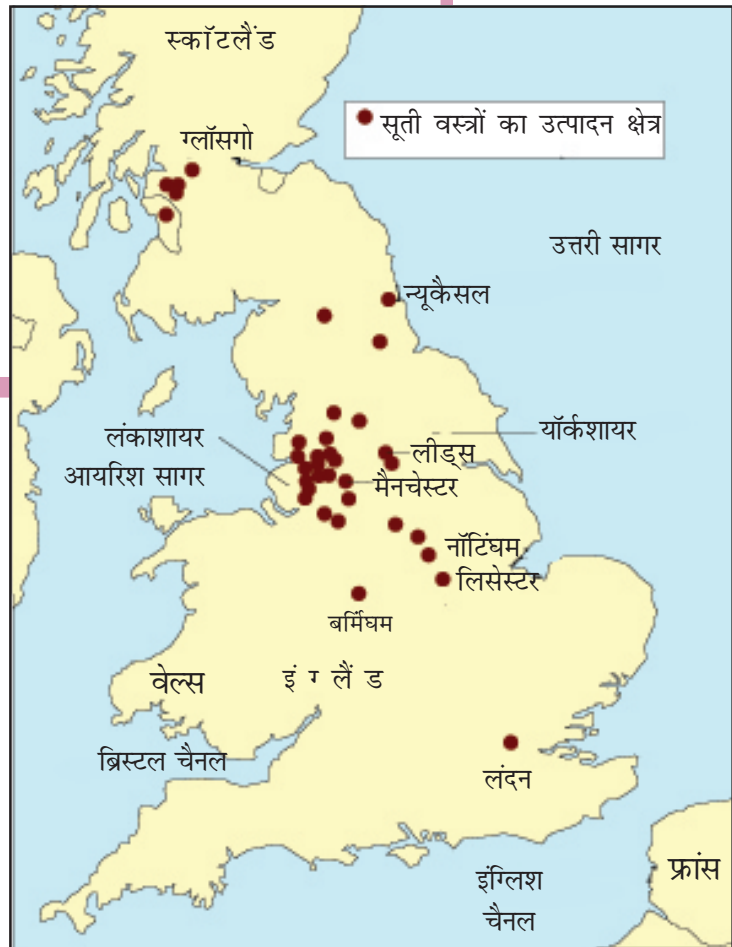 स्कॉटलैंड
ग्लॉसगो
सूती वस्त्रों का उत्पादन क्षेत्र
उत्तरी सागर
न्यूकैसल
लंकाशायर
यॉर्कशायर
लीड्स
आयरिश सागर
मैनचेस्टर
नॉटिंघम
लिसेस्टर
बर्मिंघम
वेल्स
इंग्लैंड
ब्रिस्टल चैनल
लंदन
फ्रांस
इंग्लिश
चैनल